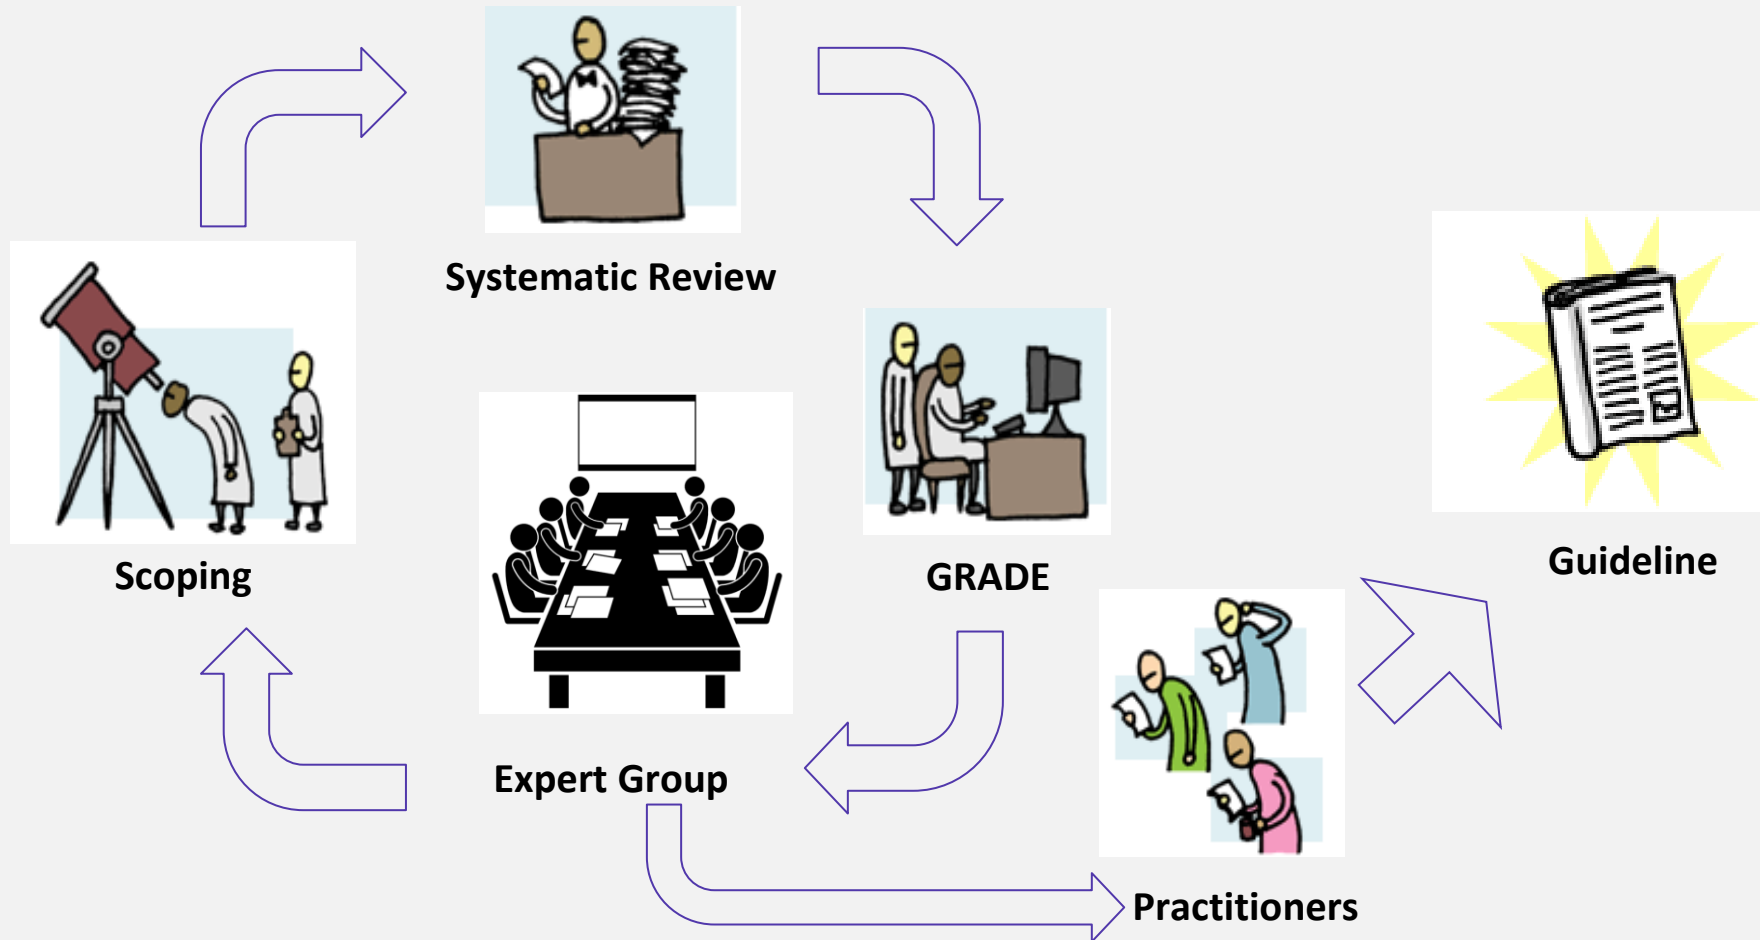 Systematic Review
Scoping
GRADE
Guideline
Expert Group
Practitioners